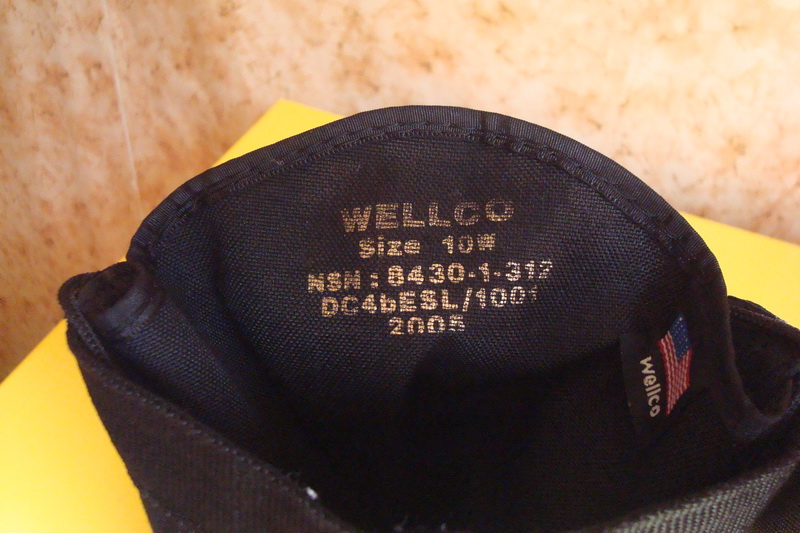 WELLCO
Size 10W
NSN: 8430-1-312
DC4bESL/1001
2005
Wellco